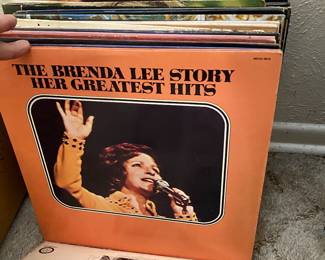 THE BRENDA LEE STORY
HER GREATEST HITS